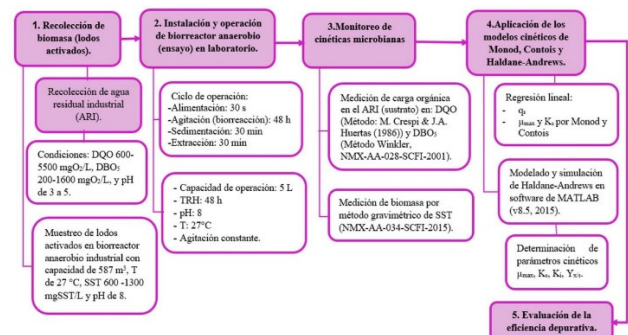 1. Recolección de
biomasa (lodos
activados).
Recolección de agua
residual industrial
(ARI).
Condiciones: DQO 600-
5500 mgO₂/L, DBO₅
200-1600 mgO₂/L, y pH
de 3 a 5.
Muestreo de lodos
activados en biorreactor
anaerobio industrial con
capacidad de 587 m³, T
de 27 °C, SST 600 -1300
mgSST/L y pH de 8.
2. Instalación y operación
de biorreactor anaerobio
(ensayo) en laboratorio.
Ciclo de operación:
-Alimentación: 30 s
-Agitación (biorreacción): 48 h
-Sedimentación: 30 min
-Extracción: 30 min
- Capacidad de operación: 5 L
- TRH: 48 h
- pH: 8
- T: 27°C
- Agitación constante.
3.Monitoreo de
cinéticas microbianas
Medición de carga orgánica
en el ARI (sustrato) en: DQO
(Método: M. Crespi & J.A.
Huertas (1986)) y DBO₅
(Método Winkler,
NMX-AA-028-SCFI-2001).
Medición de biomasa por
método gravimétrico de SST
(NMX-AA-034-SCFI-2015).
4.Aplicación de los
modelos cinéticos de
Monod, Contois y
Haldane-Andrews.
Regresión lineal:
- qₛ
- µmax y Kₛ por Monod y
Contois
Modelado y simulación
de Haldane-Andrews en
software de MATLAB
(v8.5, 2015).
Determinación de
parámetros cinéticos
µmax, Kₛ, Kᵢ, Yx/s.
5. Evaluación de la
eficiencia depurativa.